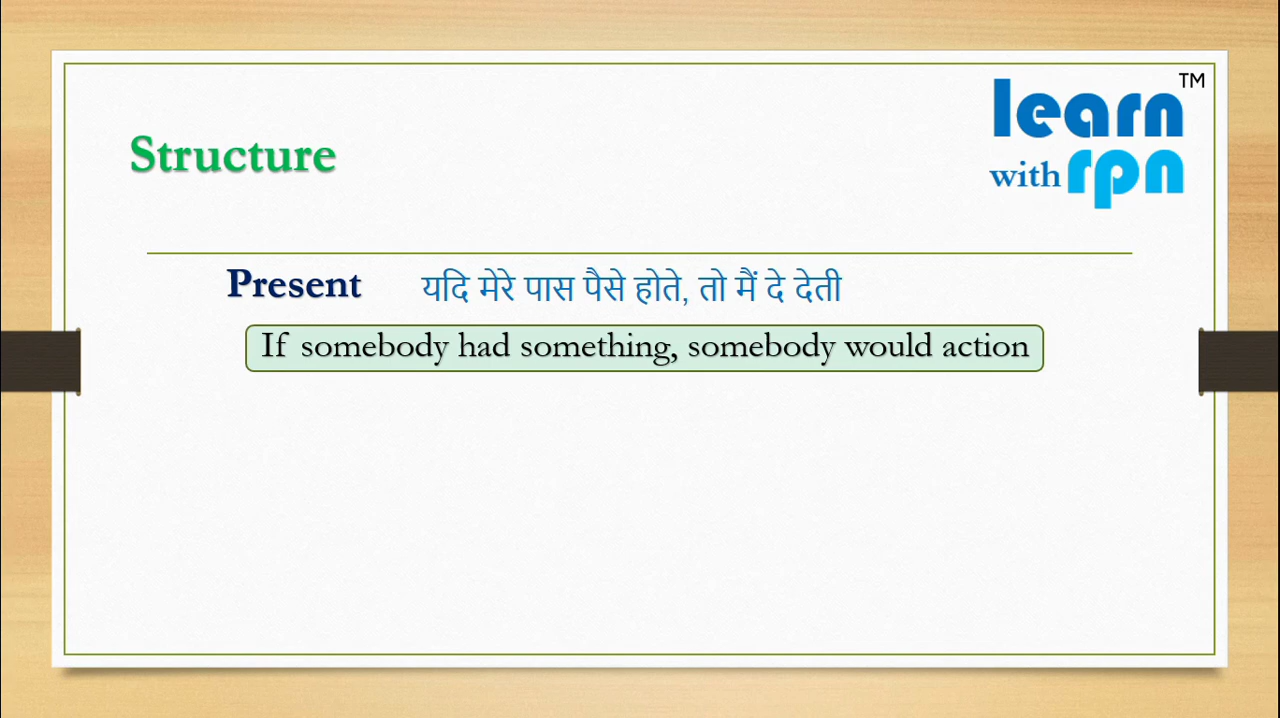 learn™
with rpn
Structure
Present यदि मेरे पास पैसे होते, तो मैं दे देती
If somebody had something, somebody would action